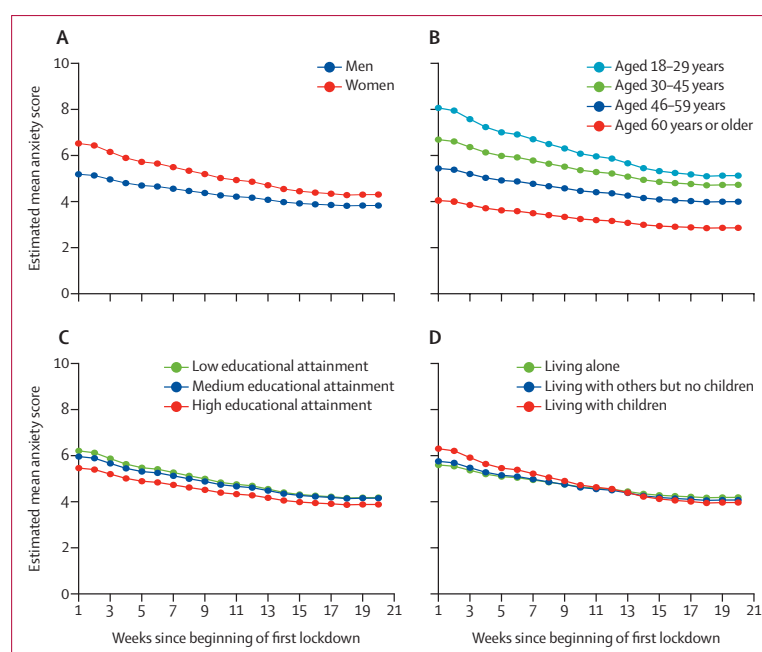 A
Men
Women
Estimated mean anxiety score
10
8
6
4
2
0
B
Aged 18–29 years
Aged 30–45 years
Aged 46–59 years
Aged 60 years or older
C
Low educational attainment
Medium educational attainment
High educational attainment
Estimated mean anxiety score
10
8
6
4
2
0
1 3 5 7 9 11 13 15 17 19 21
Weeks since beginning of first lockdown
D
Living alone
Living with others but no children
Living with children
1 3 5 7 9 11 13 15 17 19 21
Weeks since beginning of first lockdown